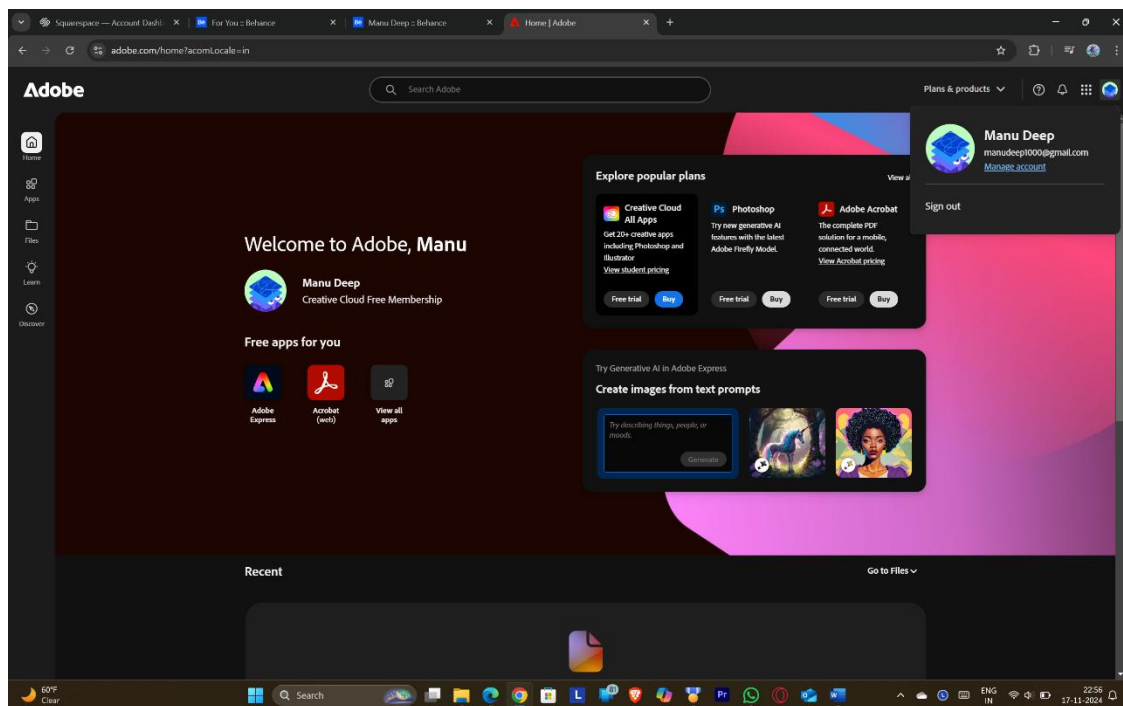 Squarespace — Account Dashb
For You :: Behance
Manu Deep :: Behance
Home | Adobe
adobe.com/home?acomLocale=in
Adobe
Search Adobe
Plans & products
Manu Deep
manudeep1000@gmail.com
Manage account
Sign out
Home
Apps
Files
Learn
Discover
Welcome to Adobe, Manu
Manu Deep
Creative Cloud Free Membership
Free apps for you
Adobe
Express
Acrobat
(web)
View all
apps
Explore popular plans
View a
Creative Cloud
All Apps
Get 20+ creative apps
including Photoshop and
Illustrator
View student pricing
Free trial
Buy
Ps
Photoshop
Try new generative AI
features with the latest
Adobe Firefly Model.
Free trial
Buy
Adobe Acrobat
The complete PDF
solution for a mobile,
connected world.
View Acrobat pricing
Free trial
Buy
Try Generative AI in Adobe Express
Create images from text prompts
Try describing things, people, or
moods.
Generate
Recent
Go to Files
60°F
Clear
Search
L
81
Pr
W
ENG
IN
22:56
17-11-2024